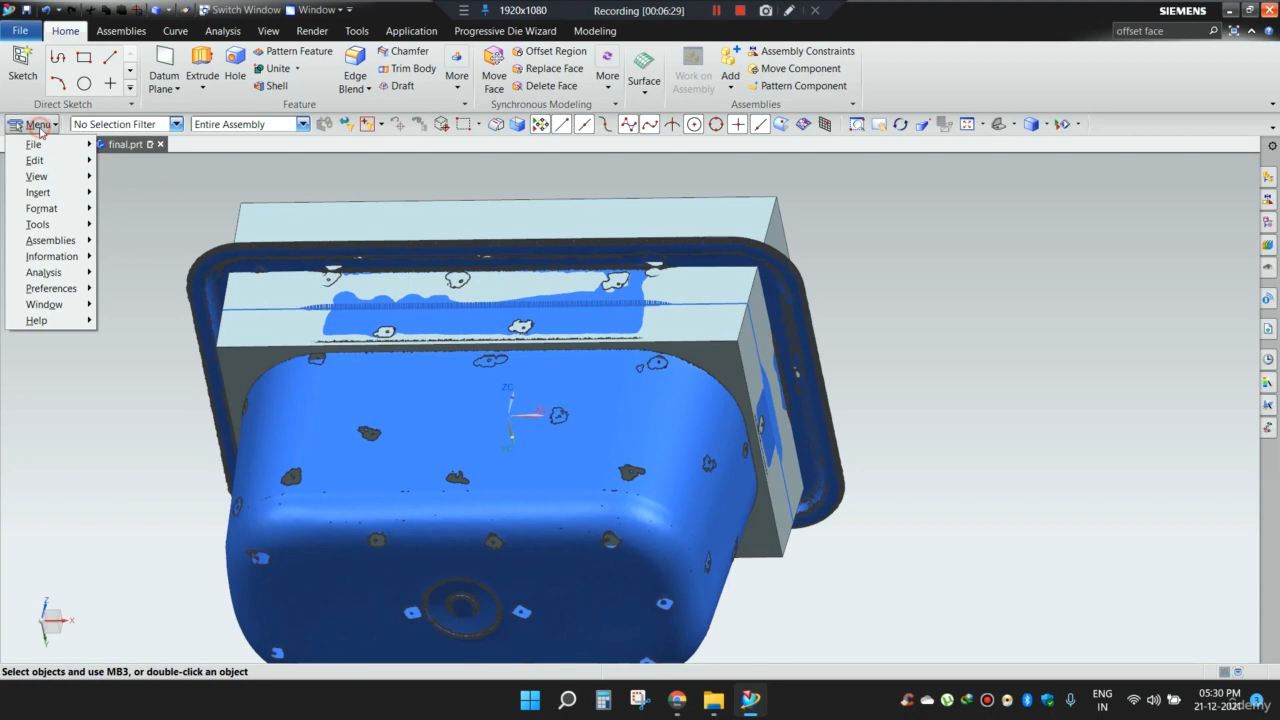 Switch Window
Window
1920x1080
Recording [00:06:29]
SIEMENS
File
Home
Assemblies
Curve
Analysis
View
Render
Tools
Application
Progressive Die Wizard
Modeling
offset face
Sketch
Datum
Plane
Extrude
Hole
Pattern Feature
Unite
Shell
Edge
Blend
Chamfer
Trim Body
Draft
More
Move
Face
Offset Region
Replace Face
Delete Face
More
Surface
Work on
Assembly
Add
Assembly Constraints
Move Component
Pattern Component
Direct Sketch
Feature
Synchronous Modeling
Assemblies
Menu
No Selection Filter
Entire Assembly
final.prt
File
Edit
View
Insert
Format
Tools
Assemblies
Information
Analysis
Preferences
Window
Help
ZC
YC
Z
X
Y
Select objects and use MB3, or double-click an object
ENG
IN
05:30 PM
21-12-2021
Udemy